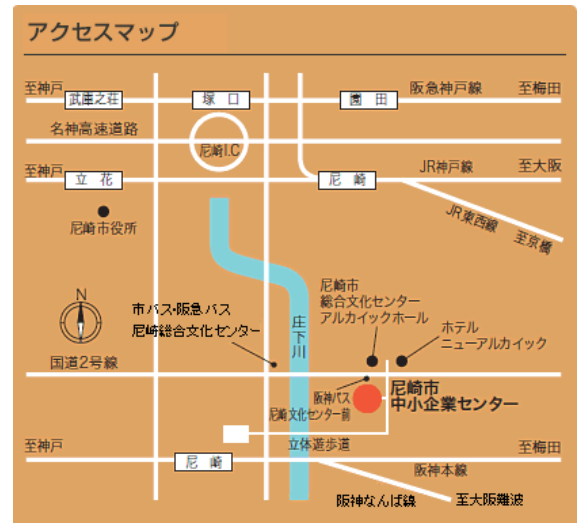 アクセスマップ
至神戸
武庫之荘
塚口
園田
阪急神戸線
至梅田
名神高速道路
尼崎I.C
至神戸
立花
尼崎
JR神戸線
至大阪
JR東西線
至京橋
尼崎市役所
N
市バス・阪急バス
尼崎総合文化センター
庄下川
尼崎市
総合文化センター
アルカイックホール
ホテル
ニューアルカイック
国道2号線
阪神バス
尼崎文化センター前
尼崎市
中小企業センター
至神戸
尼崎
立体遊歩道
阪神本線
至梅田
阪神なんば線
至大阪難波